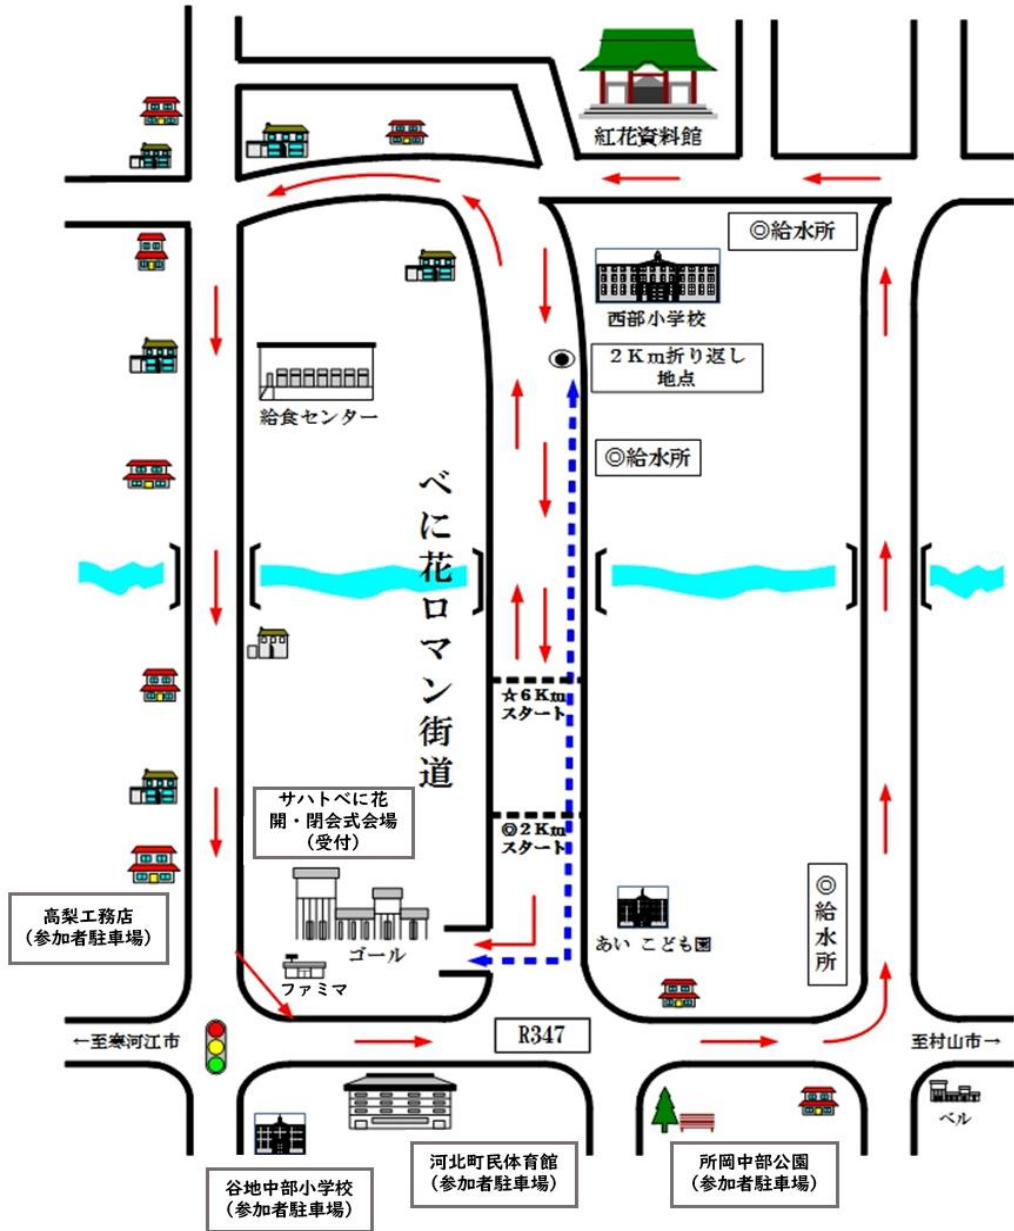 紅花資料館
◎給水所
西部小学校
2Km折り返し
地点
給食センター
◎給水所
べに花ロマン街道
☆6Km
スタート
サハトべに花
開・閉会式会場
(受付)
◎2Km
スタート
高梨工務店
(参加者駐車場)
◎給水所
あい こども園
ゴール
ファミマ
←至寒河江市
R347
至村山市→
ベル
谷地中部小学校
(参加者駐車場)
河北町民体育館
(参加者駐車場)
所岡中部公園
(参加者駐車場)